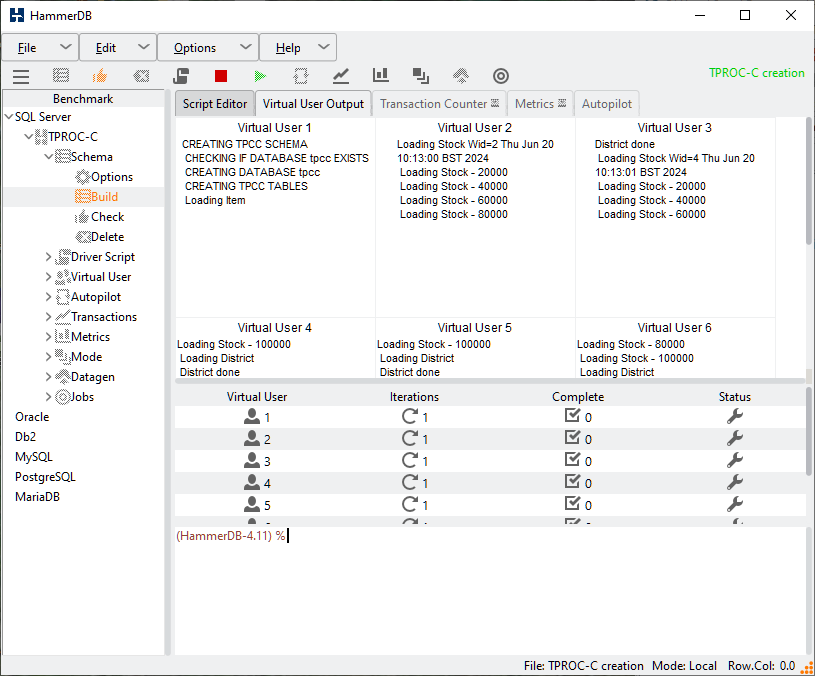 HammerDB
File Edit Options Help
TPROC-C creation
Benchmark
SQL Server
TPROC-C
Schema
Options
Build
Check
Delete
Driver Script
Virtual User
Autopilot
Transactions
Metrics
Mode
Datagen
Jobs
Oracle
Db2
MySQL
PostgreSQL
MariaDB
Script Editor Virtual User Output Transaction Counter Metrics Autopilot
Virtual User 1
CREATING TPCC SCHEMA
CHECKING IF DATABASE tpcc EXISTS
CREATING DATABASE tpcc
CREATING TPCC TABLES
Loading Item
Virtual User 2
Loading Stock Wid=2 Thu Jun 20
10:13:00 BST 2024
Loading Stock - 20000
Loading Stock - 40000
Loading Stock - 60000
Loading Stock - 80000
Virtual User 3
District done
Loading Stock Wid=4 Thu Jun 20
10:13:01 BST 2024
Loading Stock - 20000
Loading Stock - 40000
Loading Stock - 60000
Virtual User 4
Loading Stock - 100000
Loading District
District done
Virtual User 5
Loading Stock - 100000
Loading District
District done
Virtual User 6
Loading Stock - 80000
Loading Stock - 100000
Loading District
Virtual User Iterations Complete Status
1 1 0
2 1 0
3 1 0
4 1 0
5 1 0
(HammerDB-4.11) %
File: TPROC-C creation Mode: Local Row.Col: 0.0